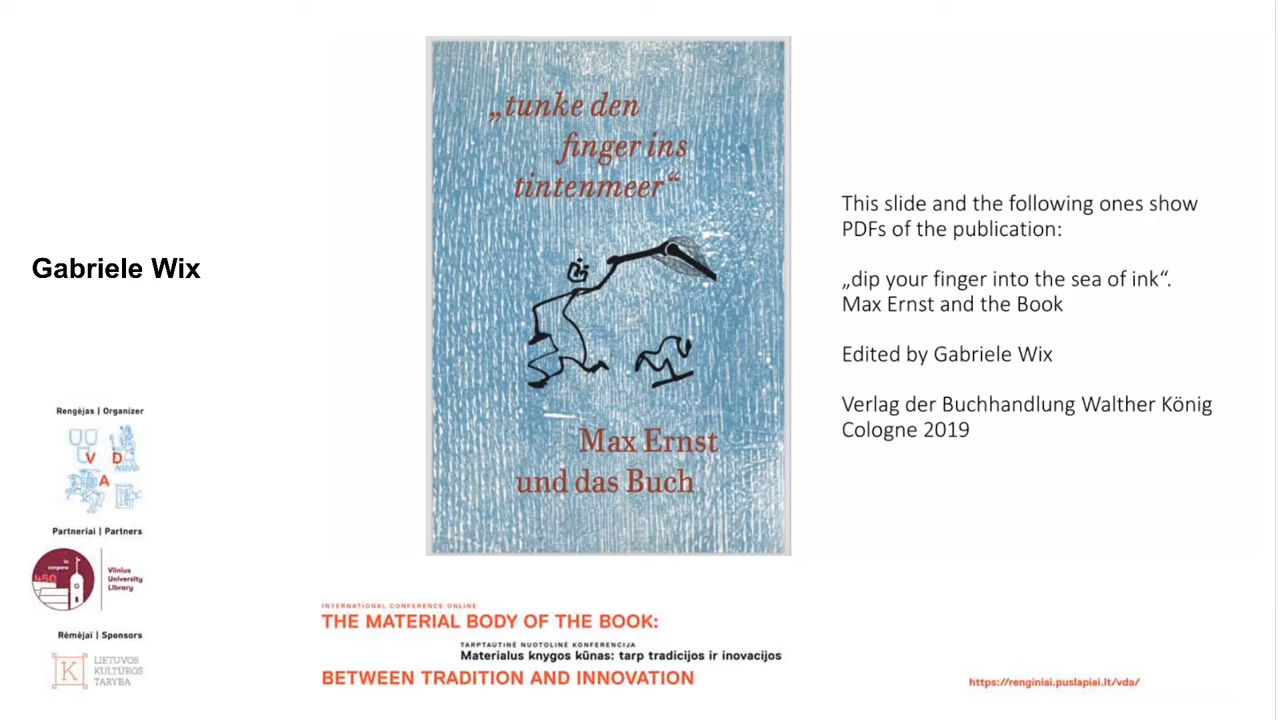 Gabriele Wix
„tunke den
finger ins
tintenmeer“
Max Ernst
und das Buch
This slide and the following ones show
PDFs of the publication:
„dip your finger into the sea of ink“.
Max Ernst and the Book
Edited by Gabriele Wix
Verlag der Buchhandlung Walther König
Cologne 2019
Rengėjas | Organizer
V D
A
Partneriai | Partners
in
corpore
450
Vilnius
University
Library
Rėmėjai | Sponsors
K
LIETUVOS
KULTŪROS
TARYBA
INTERNATIONAL CONFERENCE ONLINE
THE MATERIAL BODY OF THE BOOK:
TARPTAUTINĖ NUOTOLINĖ KONFERENCIJA
Materialus knygos kūnas: tarp tradicijos ir inovacijos
BETWEEN TRADITION AND INNOVATION
https://renginiai.puslapiai.lt/vda/